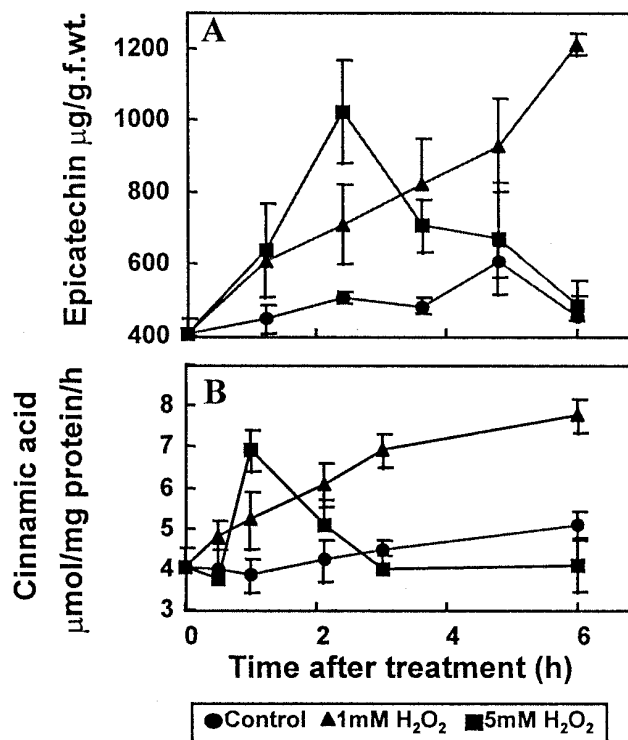 A
Epicatechin µg/g.f.wt.
1200
1000
800
600
400
B
Cinnamic acid
µmol/mg protein/h
8
7
6
5
4
3
0 2 4 6
Time after treatment (h)
Control 1mM H₂O₂ 5mM H₂O₂